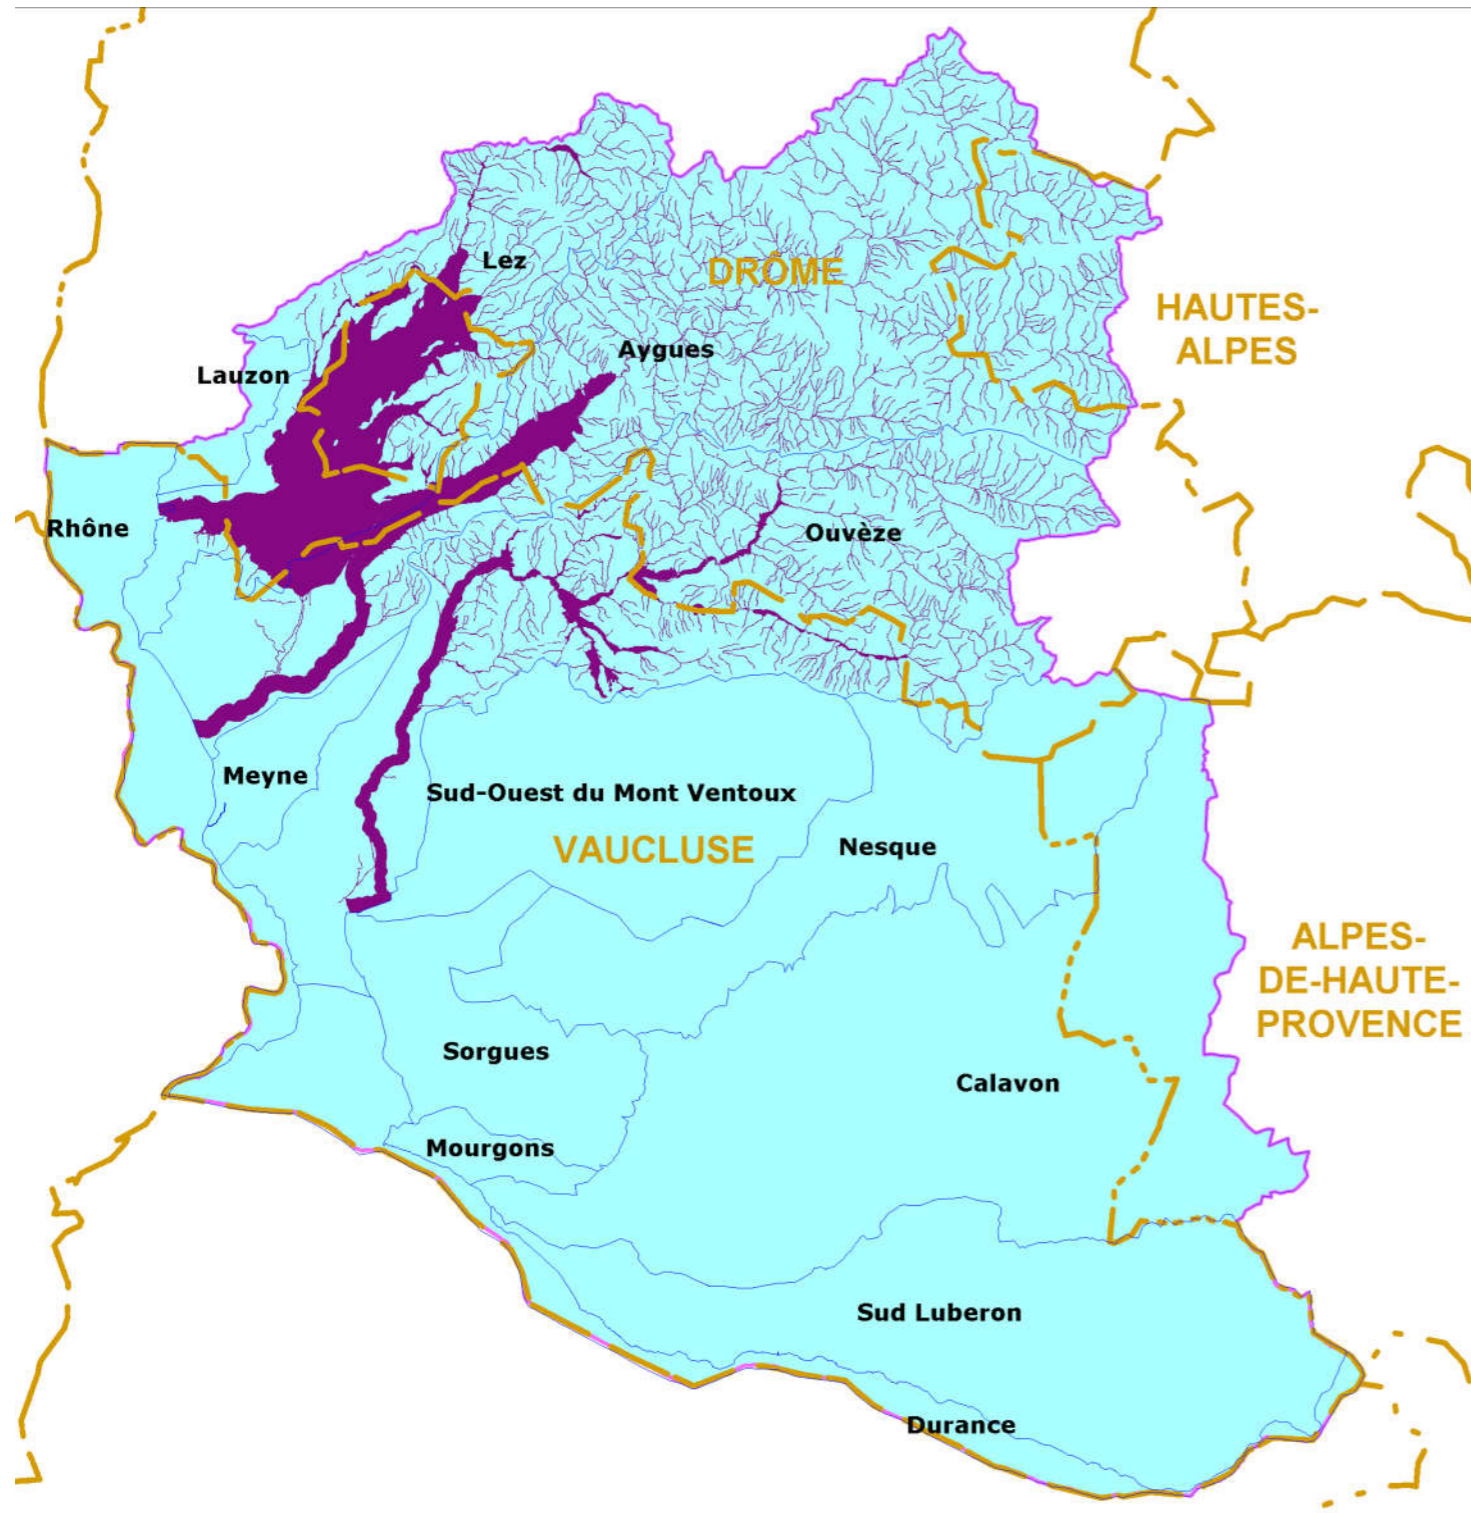 Lez
DRÔME
HAUTES-
ALPES
Aygues
Lauzon
Rhône
Ouvèze
Meyne
Sud-Ouest du Mont Ventoux
VAUCLUSE
Nesque
ALPES-
DE-HAUTE-
PROVENCE
Sorgues
Calavon
Mourgons
Sud Luberon
Durance